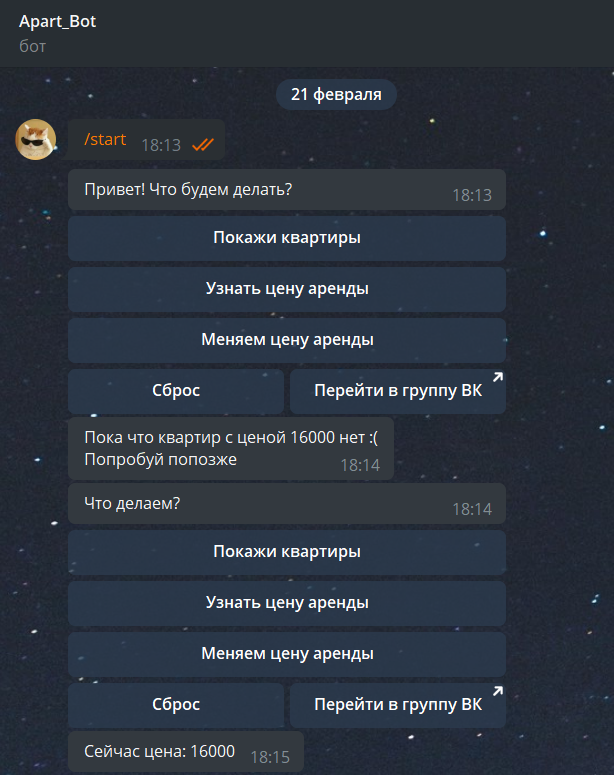 Apart_Bot
бот
21 февраля
/start 18:13
Привет! Что будем делать? 18:13
Покажи квартиры
Узнать цену аренды
Меняем цену аренды
Сброс Перейти в группу ВК
Пока что квартир с ценой 16000 нет :(
Попробуй попозже 18:14
Что делаем? 18:14
Покажи квартиры
Узнать цену аренды
Меняем цену аренды
Сброс Перейти в группу ВК
Сейчас цена: 16000 18:15